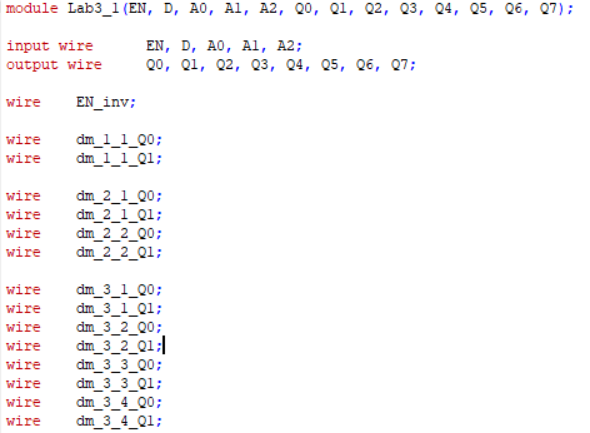 module Lab3_1(EN, D, A0, A1, A2, Q0, Q1, Q2, Q3, Q4, Q5, Q6, Q7);
input wire EN, D, A0, A1, A2;
output wire Q0, Q1, Q2, Q3, Q4, Q5, Q6, Q7;
wire EN_inv;
wire dm_1_1_Q0;
wire dm_1_1_Q1;
wire dm_2_1_Q0;
wire dm_2_1_Q1;
wire dm_2_2_Q0;
wire dm_2_2_Q1;
wire dm_3_1_Q0;
wire dm_3_1_Q1;
wire dm_3_2_Q0;
wire dm_3_2_Q1;
wire dm_3_3_Q0;
wire dm_3_3_Q1;
wire dm_3_4_Q0;
wire dm_3_4_Q1;